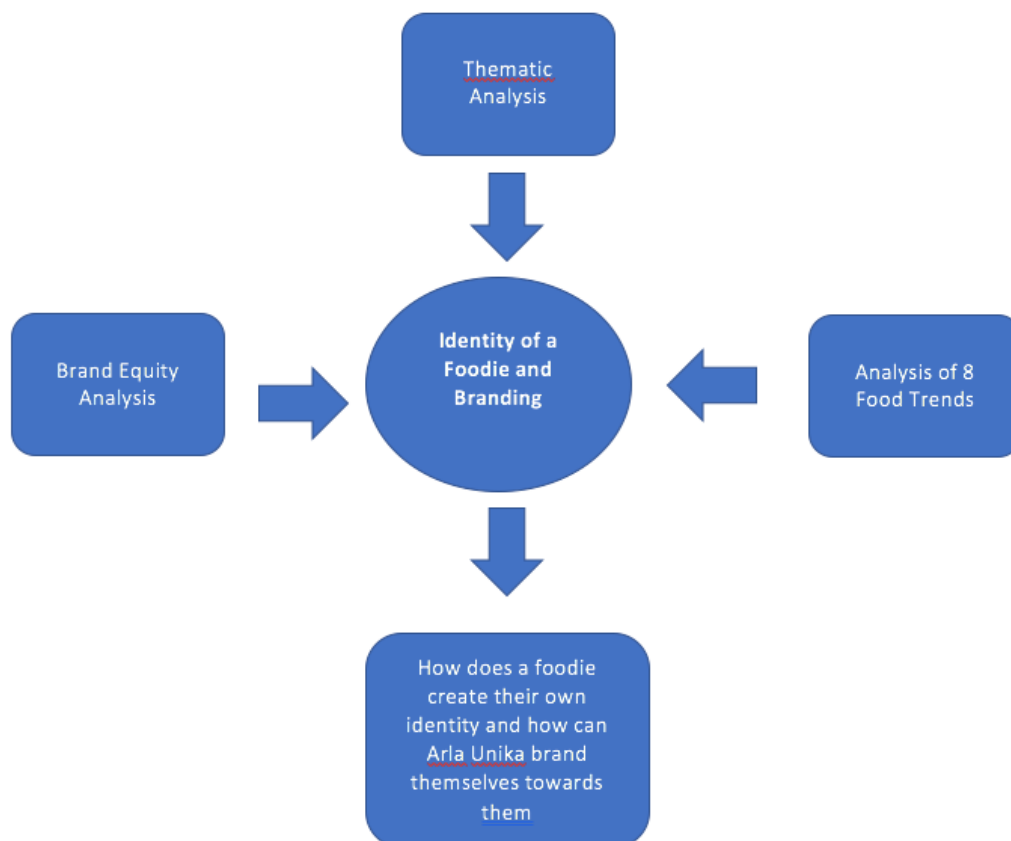 Thematic
Analysis
Brand Equity
Analysis
Identity of a
Foodie and
Branding
Analysis of 8
Food Trends
How does a foodie
create their own
identity and how can
Arla Unika brand
themselves towards
them